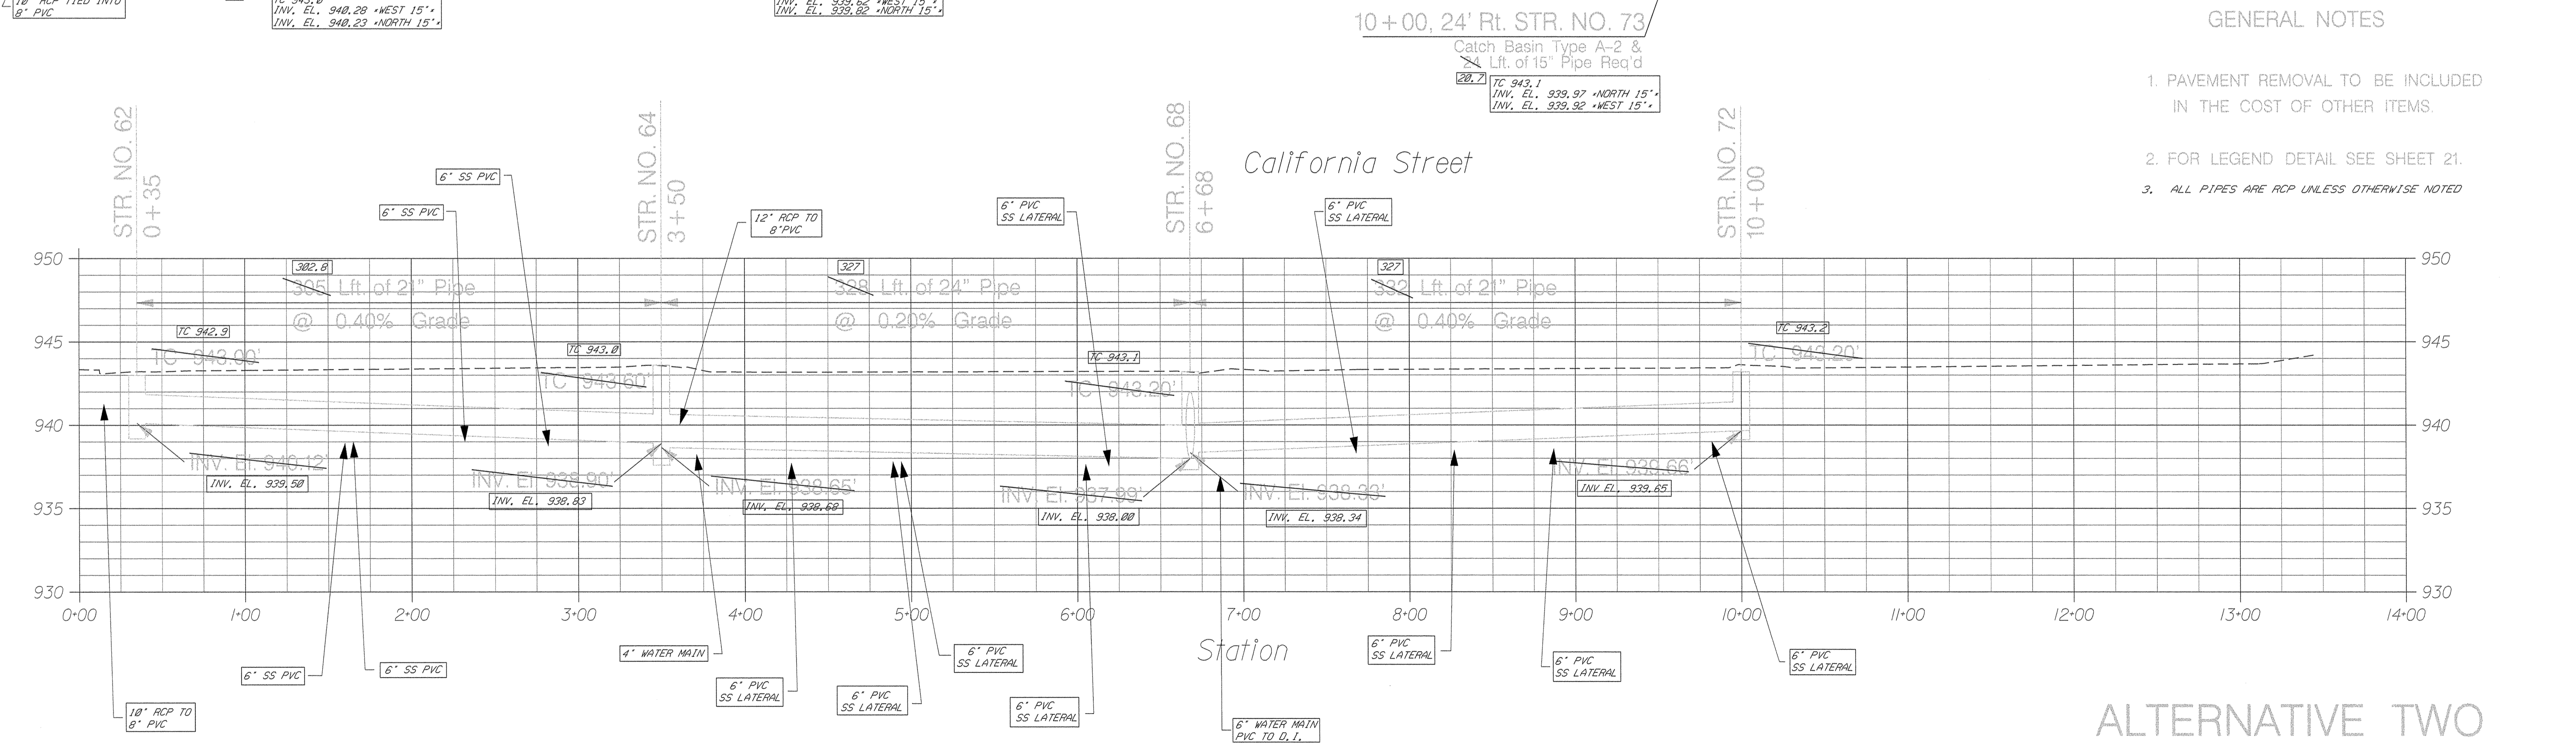 10" RCP TIED INTO
8" PVC
TC 943.0
INV. EL. 940.28 *WEST 15"*
INV. EL. 940.23 *NORTH 15"*
INV. EL. 939.62 *WEST 15"*
INV. EL. 939.82 *NORTH 15"*
10+00, 24' Rt. STR. NO. 73
Catch Basin Type A-2 &
24 Lft. of 15" Pipe Req'd
20.7
TC 943.1
INV. EL. 939.97 *NORTH 15"*
INV. EL. 939.92 *WEST 15"*
GENERAL NOTES
1. PAVEMENT REMOVAL TO BE INCLUDED
IN THE COST OF OTHER ITEMS.
2. FOR LEGEND DETAIL SEE SHEET 21.
3. ALL PIPES ARE RCP UNLESS OTHERWISE NOTED
California Street
STR. NO. 62
0+35
STR. NO. 64
3+50
STR. NO. 68
6+68
STR. NO. 72
10+00
6" SS PVC
6" SS PVC
12" RCP TO
8"PVC
6" PVC
SS LATERAL
6" PVC
SS LATERAL
950
945
940
935
930
302.8
305 Lft. of 21" Pipe
@ 0.40% Grade
327
328 Lft. of 24" Pipe
@ 0.20% Grade
327
332 Lft. of 21" Pipe
@ 0.40% Grade
TC 942.9
TC 943.00'
TC 943.0
TC 943.60'
TC 943.1
TC 943.20'
TC 943.2
TC 943.20'
INV. El. 940.12'
INV. EL. 939.50
INV. El. 938.90'
INV. EL. 938.83
INV. El. 938.65'
INV. EL. 938.68
INV. El. 937.99'
INV. EL. 938.00
INV. El. 938.33'
INV. EL. 938.34
INV. El. 939.66'
INV EL. 939.65
950
945
940
935
930
0+00 1+00 2+00 3+00 4+00 5+00 6+00 7+00 8+00 9+00 10+00 11+00 12+00 13+00 14+00
Station
10" RCP TO
8" PVC
6" SS PVC
6" SS PVC
4" WATER MAIN
6" PVC
SS LATERAL
6" PVC
SS LATERAL
6" PVC
SS LATERAL
6" PVC
SS LATERAL
6" WATER MAIN
PVC TO D.I.
6" PVC
SS LATERAL
6" PVC
SS LATERAL
6" PVC
SS LATERAL
ALTERNATIVE TWO